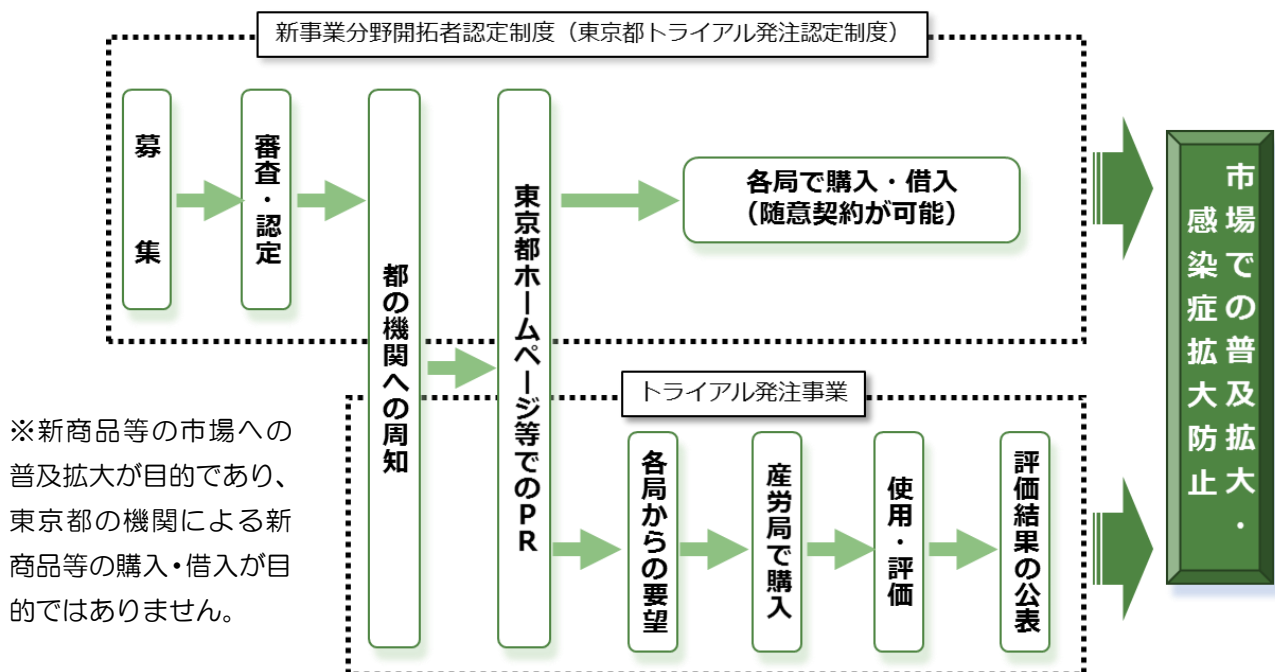 新事業分野開拓者認定制度（東京都トライアル発注認定制度）
募集
審査・認定
都の機関への周知
東京都ホームページ等でのPR
各局で購入・借入
（随意契約が可能）
トライアル発注事業
各局からの要望
産労局で購入
使用・評価
評価結果の公表
市場での普及拡大・
感染症拡大防止
※新商品等の市場への
普及拡大が目的であり、
東京都の機関による新
商品等の購入・借入が目
的ではありません。